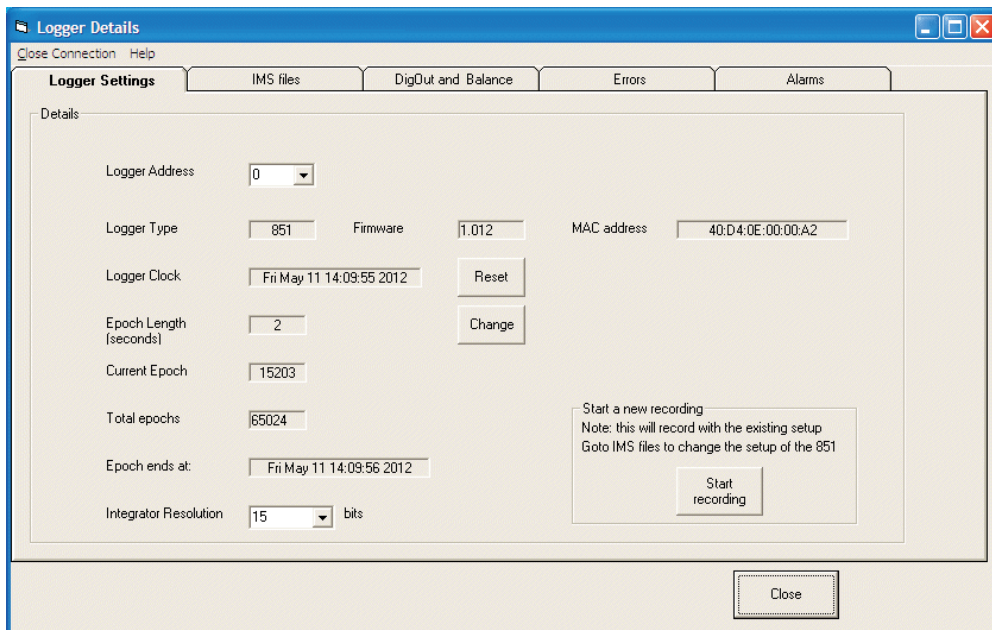 Logger Details
Close Connection Help
Logger Settings IMS files DigOut and Balance Errors Alarms
Details
Logger Address 0
Logger Type 851 Firmware 1.012 MAC address 40:D4:0E:00:00:A2
Logger Clock Fri May 11 14:09:55 2012 Reset
Epoch Length
(seconds) 2 Change
Current Epoch 15203
Total epochs 65024
Epoch ends at: Fri May 11 14:09:56 2012
Integrator Resolution 15 bits
Start a new recording
Note: this will record with the existing setup
Goto IMS files to change the setup of the 851
Start
recording
Close